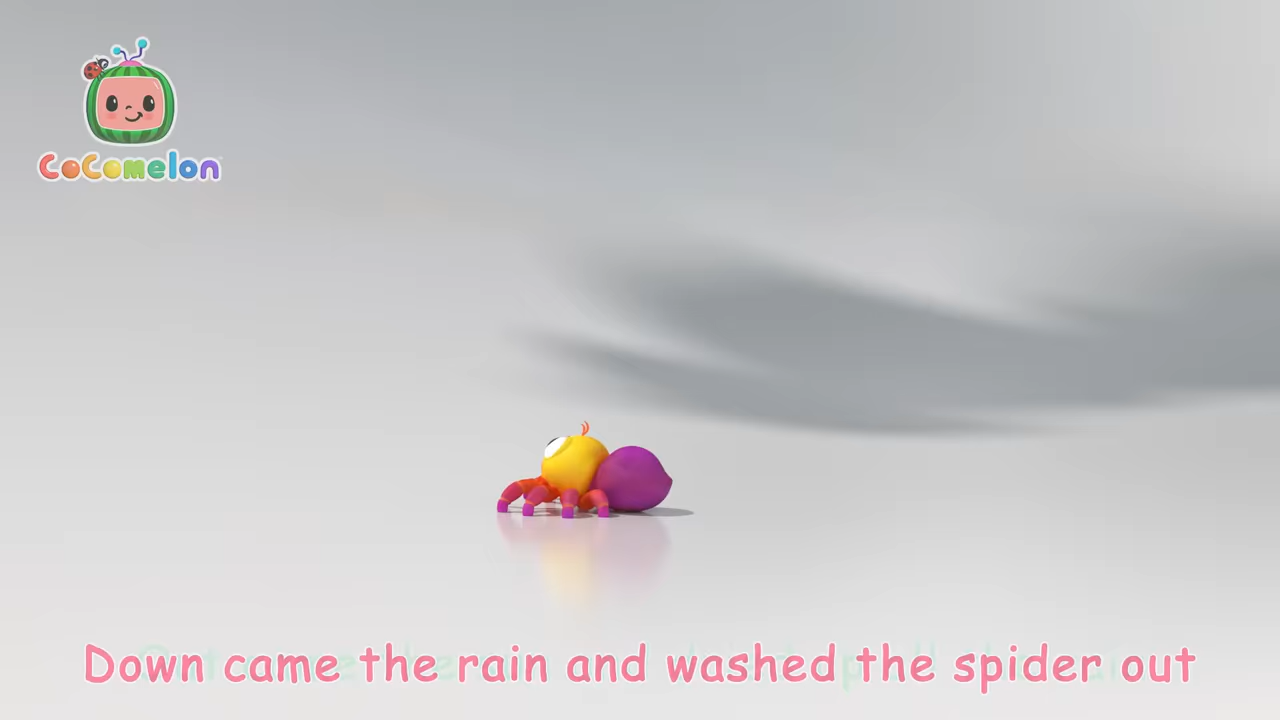 CoComelon
Down came the rain and washed the spider out